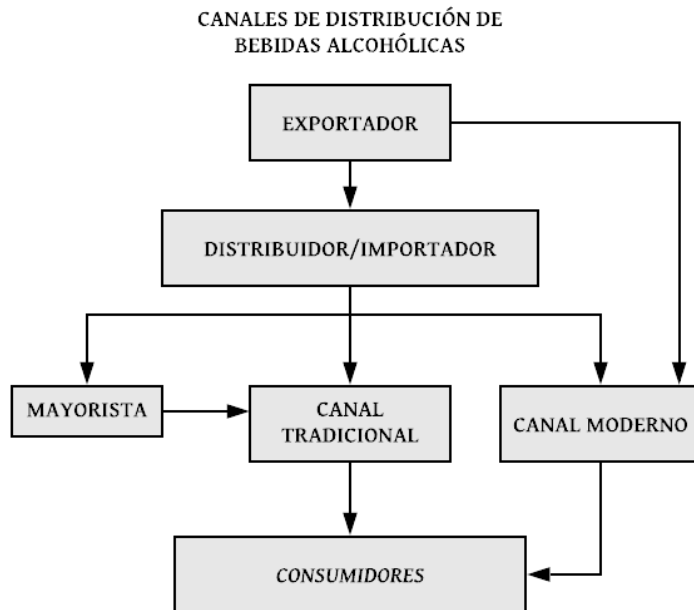 CANALES DE DISTRIBUCIÓN DE
BEBIDAS ALCOHÓLICAS
EXPORTADOR
DISTRIBUIDOR/IMPORTADOR
MAYORISTA
CANAL
TRADICIONAL
CANAL MODERNO
CONSUMIDORES